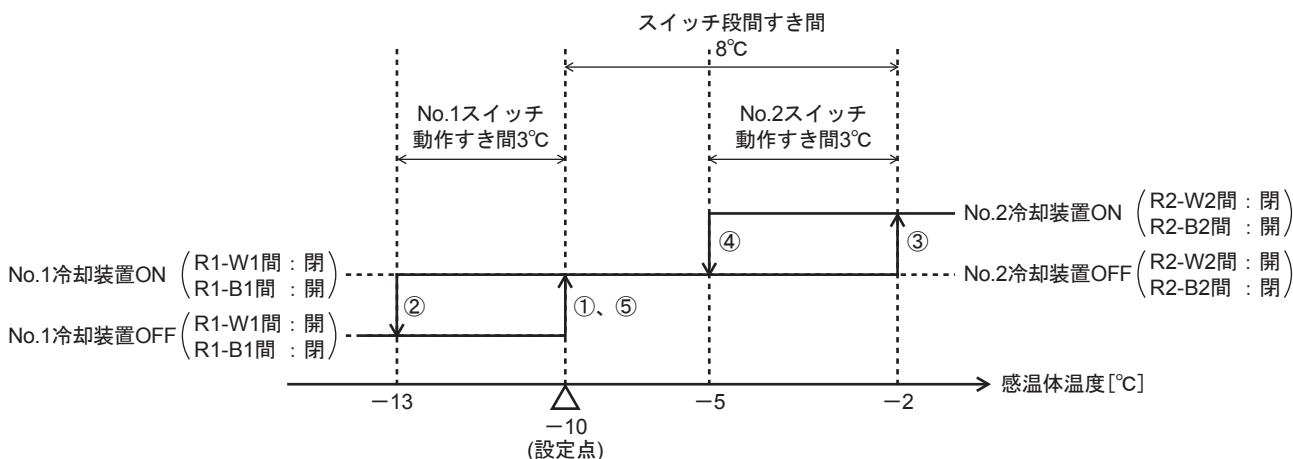 スイッチ段間すき間
8℃
No.1スイッチ
動作すき間3℃
No.2スイッチ
動作すき間3℃
No.2冷却装置ON (R2-W2間:閉
R2-B2間:開)
④
③
No.1冷却装置ON (R1-W1間:閉
R1-B1間:開)
No.2冷却装置OFF (R2-W2間:開
R2-B2間:閉)
②
①、⑤
No.1冷却装置OFF (R1-W1間:開
R1-B1間:閉)
感温体温度[℃]
−13
−10
(設定点)
−5
−2